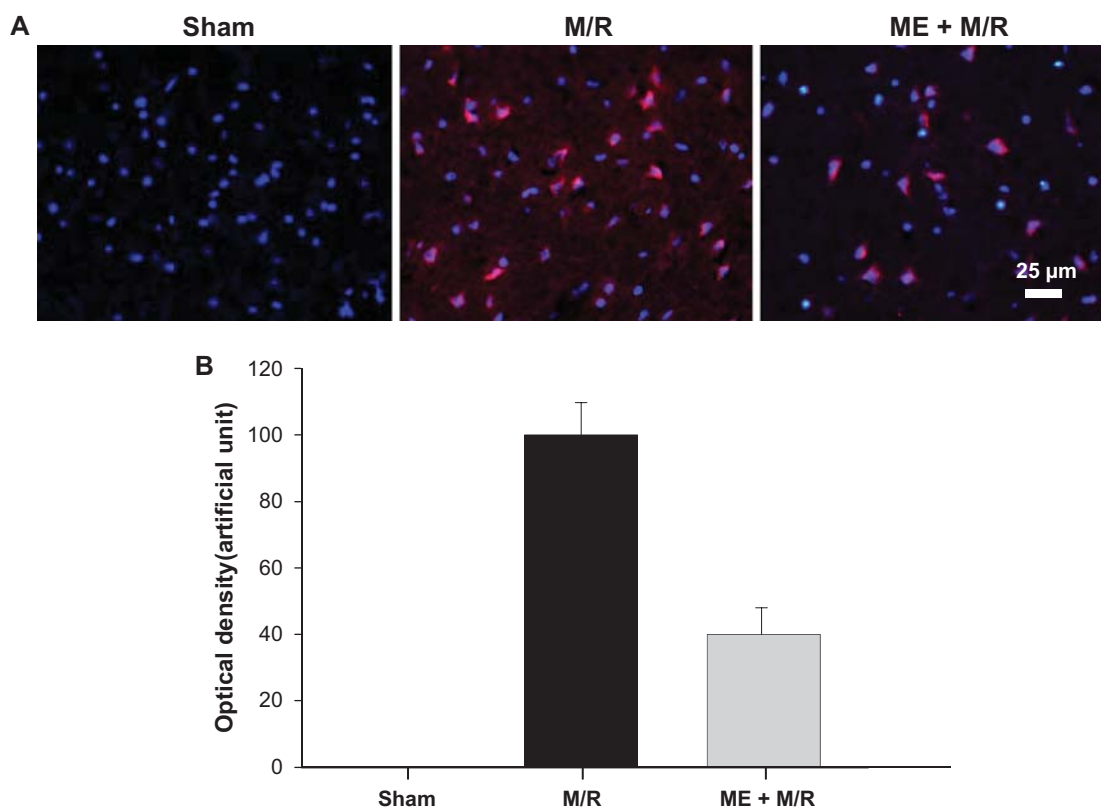 A
Sham
M/R
ME + M/R
25 µm
B
Optical density(artificial unit)
120
100
80
60
40
20
0
Sham
M/R
ME + M/R